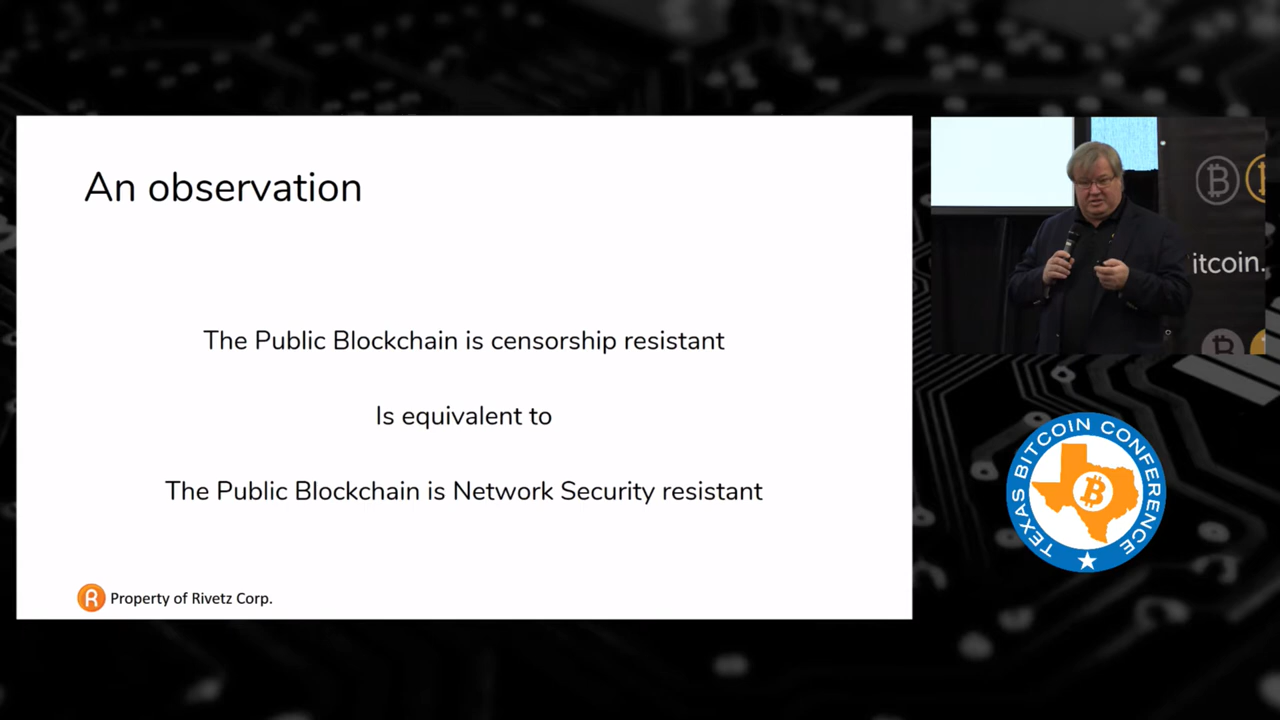 An observation
The Public Blockchain is censorship resistant
Is equivalent to
The Public Blockchain is Network Security resistant
R Property of Rivetz Corp.
itcoin.
TEXAS BITCOIN CONFERENCE